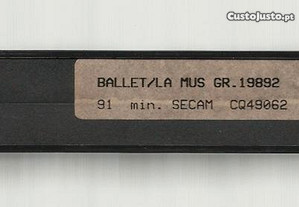 CustoJusto.pt
BALLET/LA MUS GR.19892
91 min. SECAM CQ49062